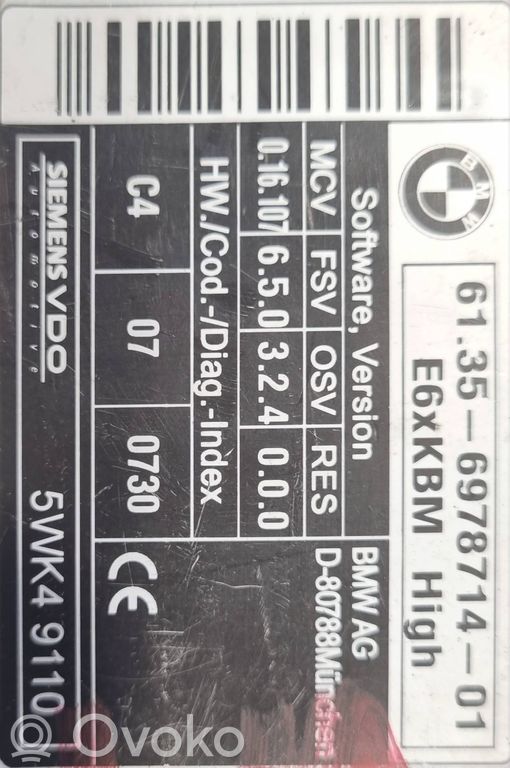 BMW
61.35–6978714–01
E6xKBM High
Software, Version
MCV FSV OSV RES
0.16.107 6.5.0 3.2.4 0.0.0
HW./Cod.-/Diag.-Index
C4 07 0730
BMW AG
D-80788München
CE
SIEMENS VDO
Automotive
5WK4 9110
Ovoko